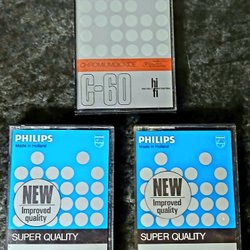 CHROMIUMDIOXIDE
C-60
hi
fi
PHILIPS
Made in Holland
NEW
Improved
quality
SUPER QUALITY
PHILIPS
Made in Holland
NEW
Improved
quality
SUPER QUALITY